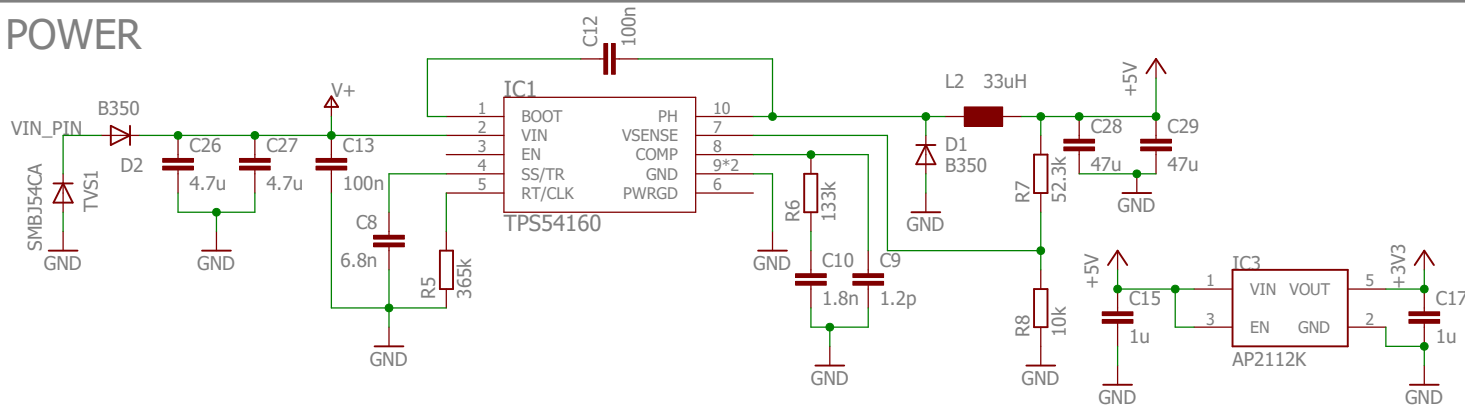 POWER
C12
100n
V+
IC1
B350
VIN_PIN
D2
C26
4.7u
C27
4.7u
C13
100n
SMBJ54CA
TVS1
GND
GND
1 BOOT PH 10
2 VIN VSENSE 7
3 EN COMP 8
4 SS/TR GND 9*2
5 RT/CLK PWRGD 6
TPS54160
C8
6.8n
R5
365k
GND
GND
R6
133k
C10
1.8n
C9
1.2p
GND
L2 33uH
D1
B350
GND
+5V
R7
52.3k
C28
47u
C29
47u
GND
R8
10k
GND
+5V
C15
1u
GND
IC3
1 VIN VOUT 5
3 EN GND 2
AP2112K
+3V3
C17
1u
GND